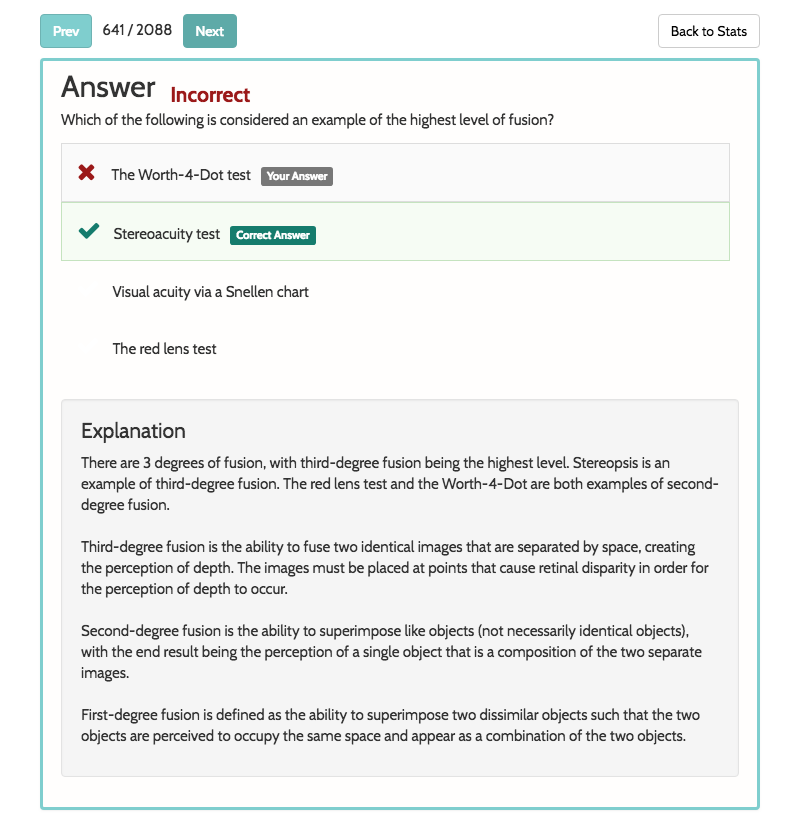 Prev 641 / 2088 Next Back to Stats
Answer Incorrect
Which of the following is considered an example of the highest level of fusion?
The Worth-4-Dot test Your Answer
Stereoacuity test Correct Answer
Visual acuity via a Snellen chart
The red lens test
Explanation
There are 3 degrees of fusion, with third-degree fusion being the highest level. Stereopsis is an
example of third-degree fusion. The red lens test and the Worth-4-Dot are both examples of second-
degree fusion.
Third-degree fusion is the ability to fuse two identical images that are separated by space, creating
the perception of depth. The images must be placed at points that cause retinal disparity in order for
the perception of depth to occur.
Second-degree fusion is the ability to superimpose like objects (not necessarily identical objects),
with the end result being the perception of a single object that is a composition of the two separate
images.
First-degree fusion is defined as the ability to superimpose two dissimilar objects such that the two
objects are perceived to occupy the same space and appear as a combination of the two objects.